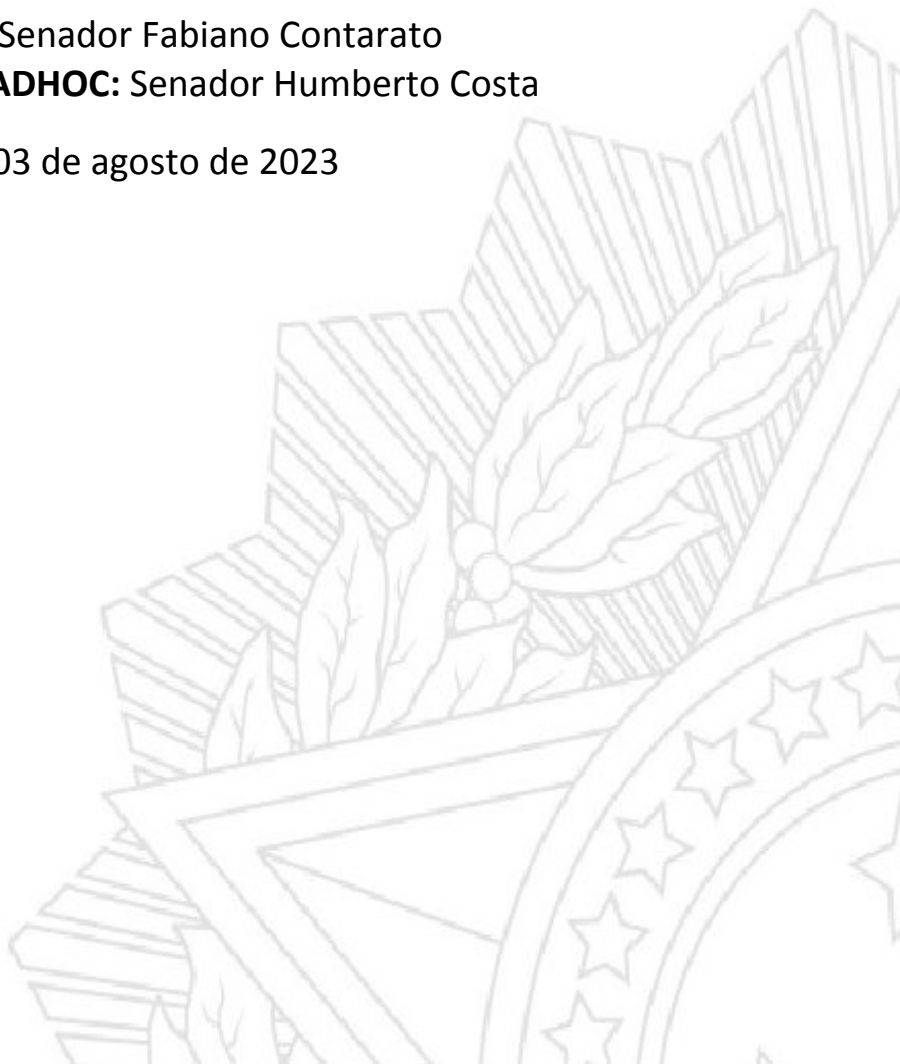 Senador Fabiano Contarato
ADHOC: Senador Humberto Costa
03 de agosto de 2023